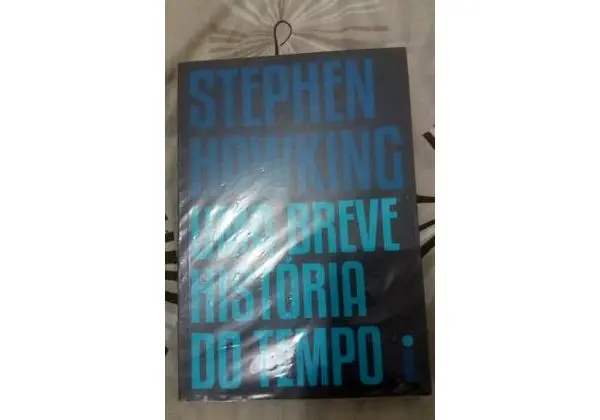 STEPHEN
HAWKING
UMA BREVE
HISTÓRIA
DO TEMPO i